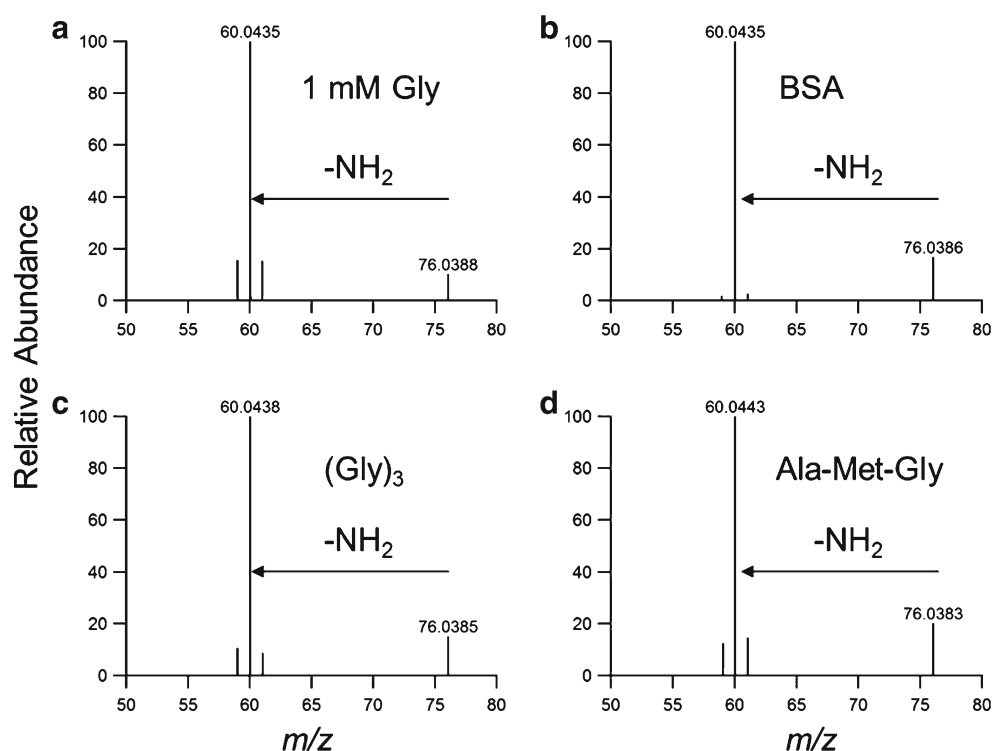 a
60.0435
100
80
60
40
20
0
1 mM Gly
-NH2
76.0388
50 55 60 65 70 75 80
b
60.0435
100
80
60
40
20
0
BSA
-NH2
76.0386
50 55 60 65 70 75 80
Relative Abundance
c
60.0438
100
80
60
40
20
0
(Gly)3
-NH2
76.0385
50 55 60 65 70 75 80
m/z
d
60.0443
100
80
60
40
20
0
Ala-Met-Gly
-NH2
76.0383
50 55 60 65 70 75 80
m/z